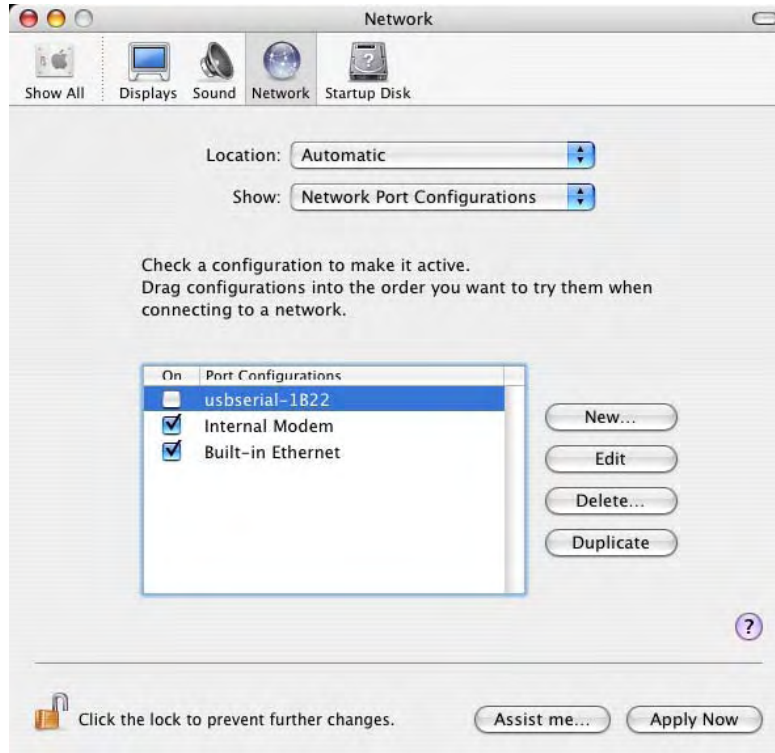 Network
Show All Displays Sound Network Startup Disk
Location: Automatic
Show: Network Port Configurations
Check a configuration to make it active.
Drag configurations into the order you want to try them when
connecting to a network.
On Port Configurations
usbserial-1B22
Internal Modem
Built-in Ethernet
New...
Edit
Delete...
Duplicate
?
Click the lock to prevent further changes.
Assist me... Apply Now